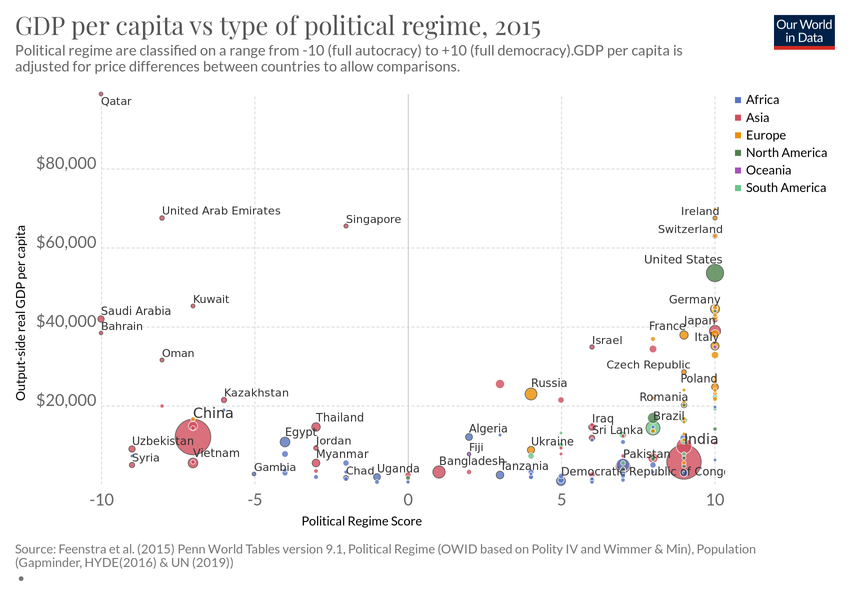 GDP per capita vs type of political regime, 2015
Political regime are classified on a range from -10 (full autocracy) to +10 (full democracy).GDP per capita is
adjusted for price differences between countries to allow comparisons.
Our World
in Data
Qatar
Africa
Asia
Europe
North America
Oceania
South America
Output-side real GDP per capita
$80,000
$60,000
$40,000
$20,000
United Arab Emirates
Singapore
Ireland
Switzerland
United States
Kuwait
Germany
Saudi Arabia
Japan
Bahrain
France
Italy
Israel
Oman
Czech Republic
Poland
Russia
Kazakhstan
Romania
China
Thailand
Iraq
Brazil
Algeria
Sri Lanka
Egypt
Uzbekistan
Jordan
Ukraine
India
Fiji
Vietnam
Myanmar
Pakistan
Syria
Bangladesh
Gambia
Chad
Uganda
Tanzania
Democratic Republic of Cong
-10
-5
0
5
10
Political Regime Score
Source: Feenstra et al. (2015) Penn World Tables version 9.1, Political Regime (OWID based on Polity IV and Wimmer & Min), Population
(Gapminder, HYDE(2016) & UN (2019))